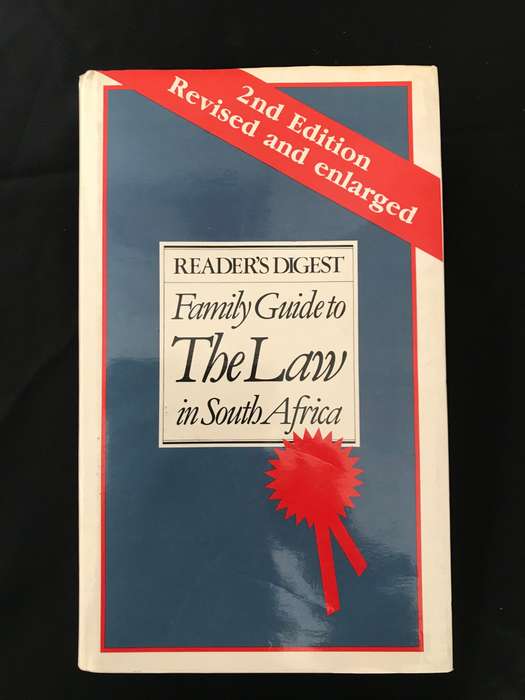 2nd Edition
Revised and enlarged
READER'S DIGEST
Family Guide to
The Law
in South Africa